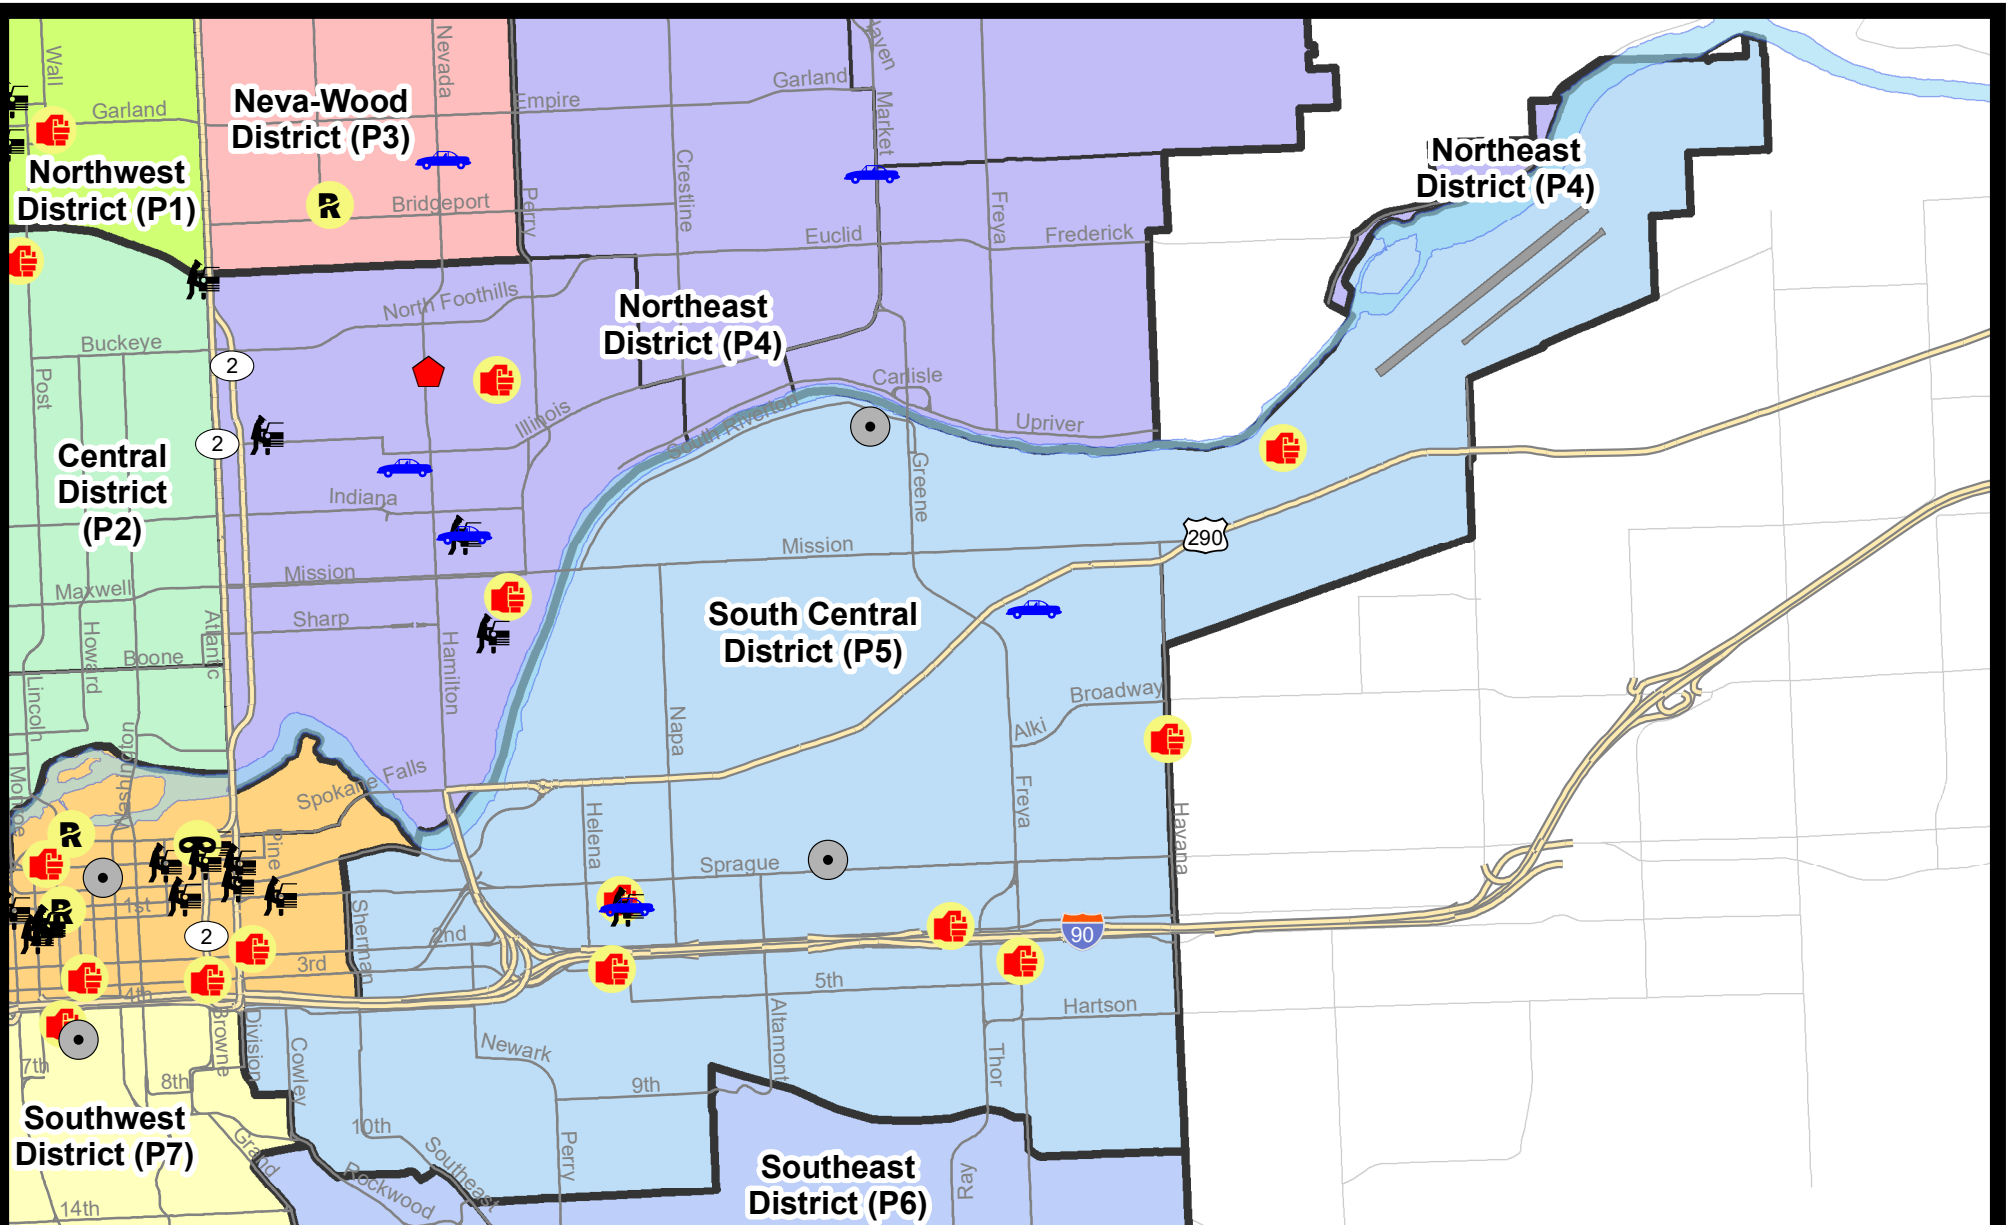 Wall
Nevada
Haven
Garland
Empire
Garland
Market
Neva-Wood
District (P3)
Northwest
District (P1)
Bridgeport
Perry
Crestline
Freya
Euclid
Frederick
Northeast
District (P4)
North Foothills
Northeast
District (P4)
Buckeye
2
Post
Carlisle
Illinois
South Riverton
Upriver
2
Central
District
(P2)
Greene
Indiana
290
Mission
Mission
Maxwell
Howard
Atlantic
Sharp
Hamilton
South Central
District (P5)
Boone
Lincoln
Broadway
Alki
Napa
Washington
Monroe
Spokane Falls
Freya
Havana
Helena
Pine
R
R
R
Sprague
1st
Sherman
2nd
2
90
3rd
4th
5th
Hartson
Browne
Division
Cowley
Altamont
Thor
Newark
7th
8th
9th
Southwest
District (P7)
10th
Grand
Rockwood
Southeast
Perry
Southeast
District (P6)
Ray
14th